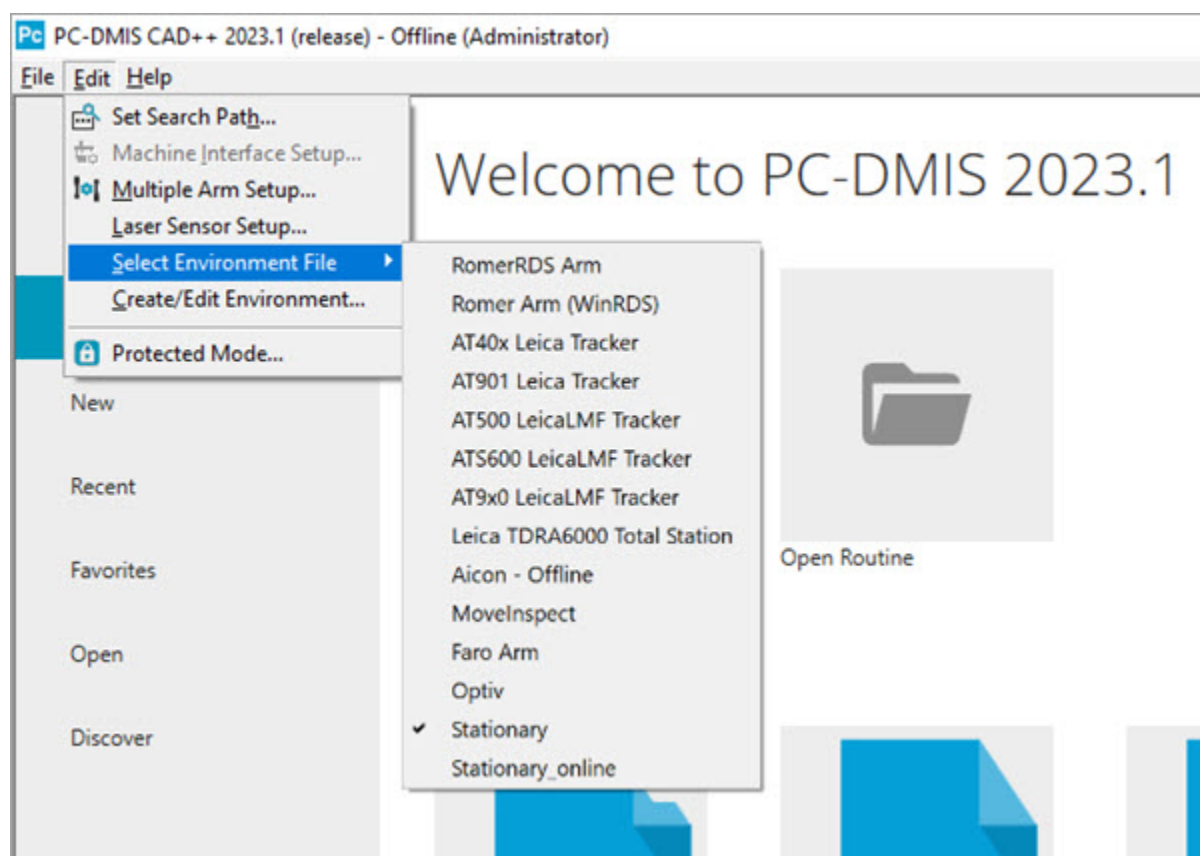 Pc PC-DMIS CAD++ 2023.1 (release) - Offline (Administrator)
File Edit Help
Set Search Path...
Machine Interface Setup...
Multiple Arm Setup...
Laser Sensor Setup...
Select Environment File
Create/Edit Environment...
Protected Mode...
Welcome to PC-DMIS 2023.1
RomerRDS Arm
Romer Arm (WinRDS)
AT40x Leica Tracker
AT901 Leica Tracker
AT500 LeicaLMF Tracker
ATS600 LeicaLMF Tracker
AT9x0 LeicaLMF Tracker
Leica TDRA6000 Total Station
Aicon - Offline
MoveInspect
Faro Arm
Optiv
Stationary
Stationary_online
New
Recent
Favorites
Open
Discover
Open Routine